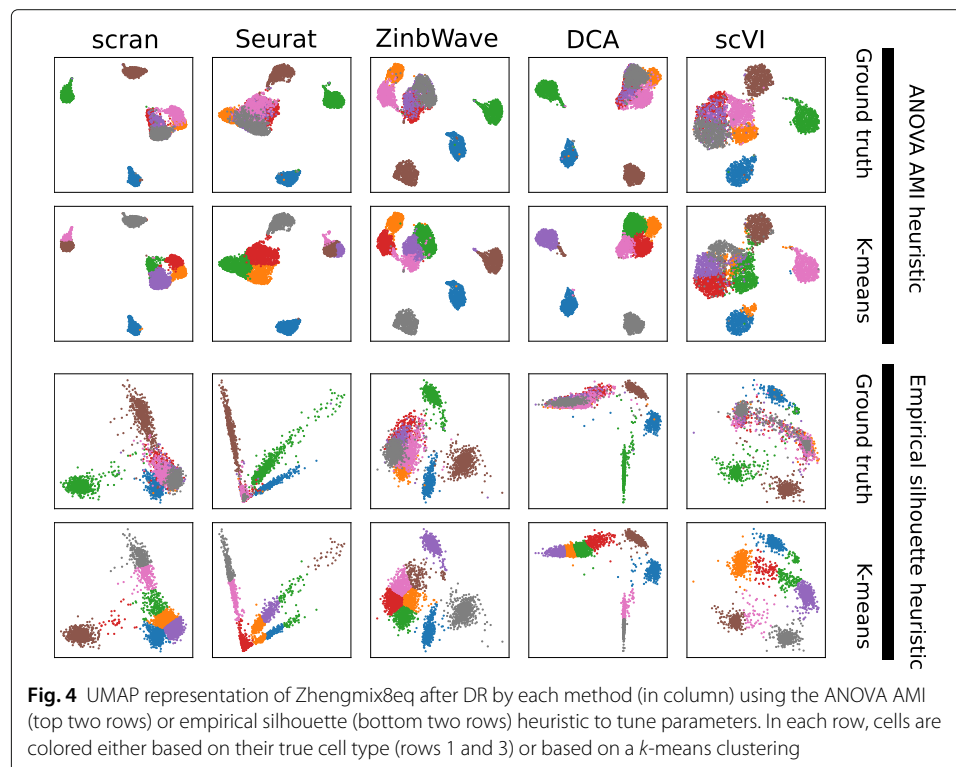 scran Seurat ZinbWave DCA scVI
Ground truth
K-means
ANOVA AMI heuristic
Ground truth
K-means
Empirical silhouette heuristic
Fig. 4 UMAP representation of Zhengmix8eq after DR by each method (in column) using the ANOVA AMI
(top two rows) or empirical silhouette (bottom two rows) heuristic to tune parameters. In each row, cells are
colored either based on their true cell type (rows 1 and 3) or based on a k-means clustering